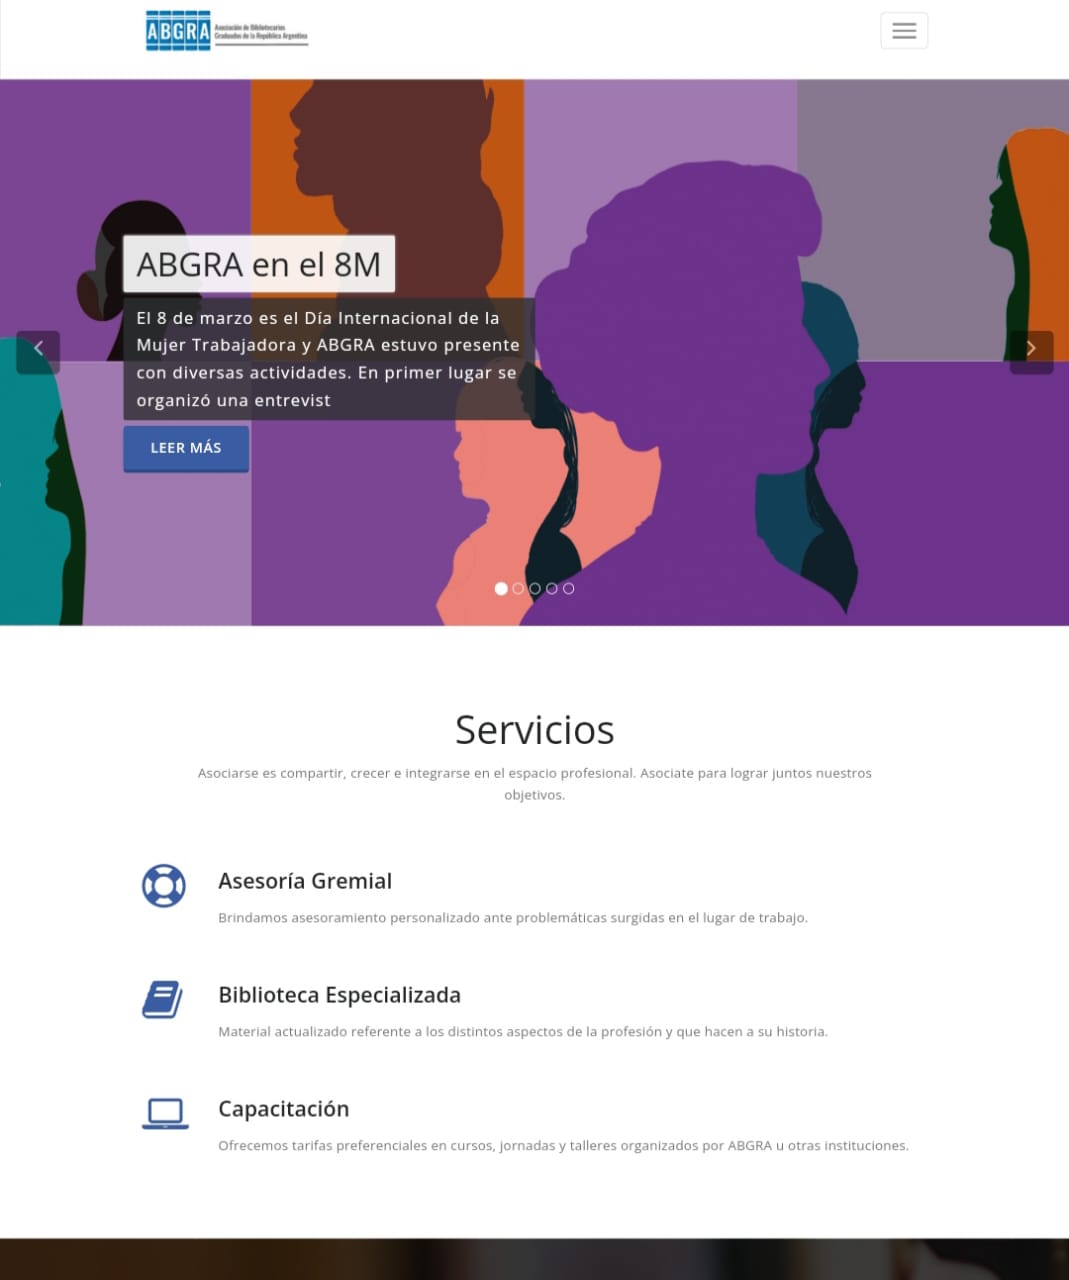 ABGRA
Asociación de Bibliotecarios
Graduados de la República Argentina
ABGRA en el 8M
El 8 de marzo es el Día Internacional de la
Mujer Trabajadora y ABGRA estuvo presente
con diversas actividades. En primer lugar se
organizó una entrevist
LEER MÁS
Servicios
Asociarse es compartir, crecer e integrarse en el espacio profesional. Asociate para lograr juntos nuestros
objetivos.
Asesoría Gremial
Brindamos asesoramiento personalizado ante problemáticas surgidas en el lugar de trabajo.
Biblioteca Especializada
Material actualizado referente a los distintos aspectos de la profesión y que hacen a su historia.
Capacitación
Ofrecemos tarifas preferenciales en cursos, jornadas y talleres organizados por ABGRA u otras instituciones.